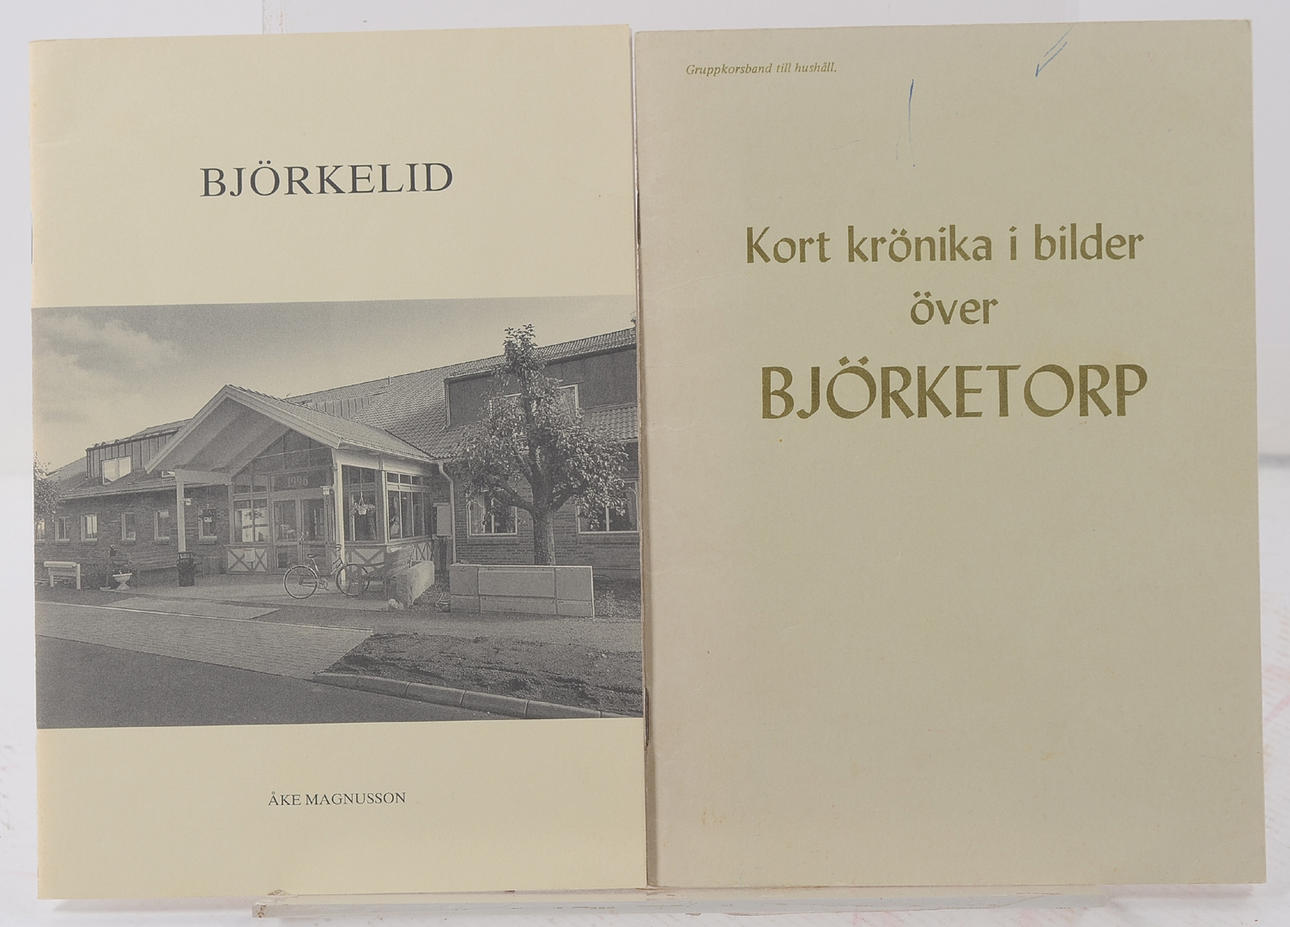 BJÖRKELID
1996
ÅKE MAGNUSSON
Gruppkorsband till hushåll.
Kort krönika i bilder
över
BJÖRKETORP